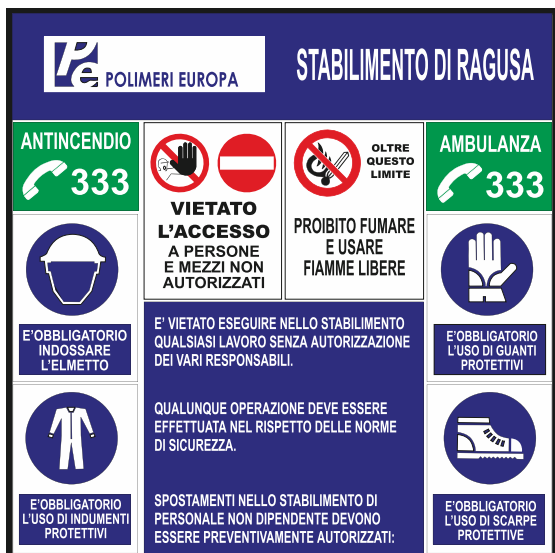 Pe POLIMERI EUROPA
STABILIMENTO DI RAGUSA
ANTINCENDIO
333
VIETATO
L'ACCESSO
A PERSONE
E MEZZI NON
AUTORIZZATI
OLTRE
QUESTO
LIMITE
PROIBITO FUMARE
E USARE
FIAMME LIBERE
AMBULANZA
333
E'OBBLIGATORIO
INDOSSARE
L'ELMETTO
E' VIETATO ESEGUIRE NELLO STABILIMENTO
QUALSIASI LAVORO SENZA AUTORIZZAZIONE
DEI VARI RESPONSABILI.
QUALUNQUE OPERAZIONE DEVE ESSERE
EFFETTUATA NEL RISPETTO DELLE NORME
DI SICUREZZA.
SPOSTAMENTI NELLO STABILIMENTO DI
PERSONALE NON DIPENDENTE DEVONO
ESSERE PREVENTIVAMENTE AUTORIZZATI:
E'OBBLIGATORIO
L'USO DI GUANTI
PROTETTIVI
E'OBBLIGATORIO
L'USO DI INDUMENTI
PROTETTIVI
E'OBBLIGATORIO
L'USO DI SCARPE
PROTETTIVE